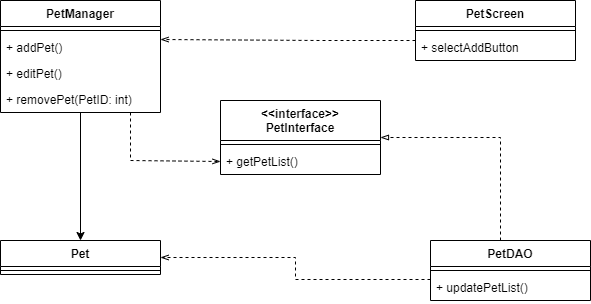 PetManager
+ addPet()
+ editPet()
+ removePet(PetID: int)
PetScreen
+ selectAddButton
<<interface>>
PetInterface
+ getPetList()
Pet
PetDAO
+ updatePetList()